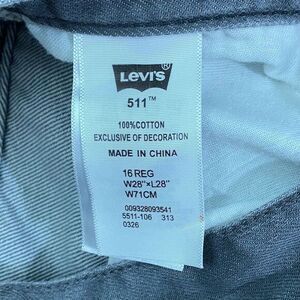 LEVI'S®
511™
100%COTTON
EXCLUSIVE OF DECORATION
MADE IN CHINA
16 REG
W28"×L28"
W71CM
009328093541
5511-106 313
0326